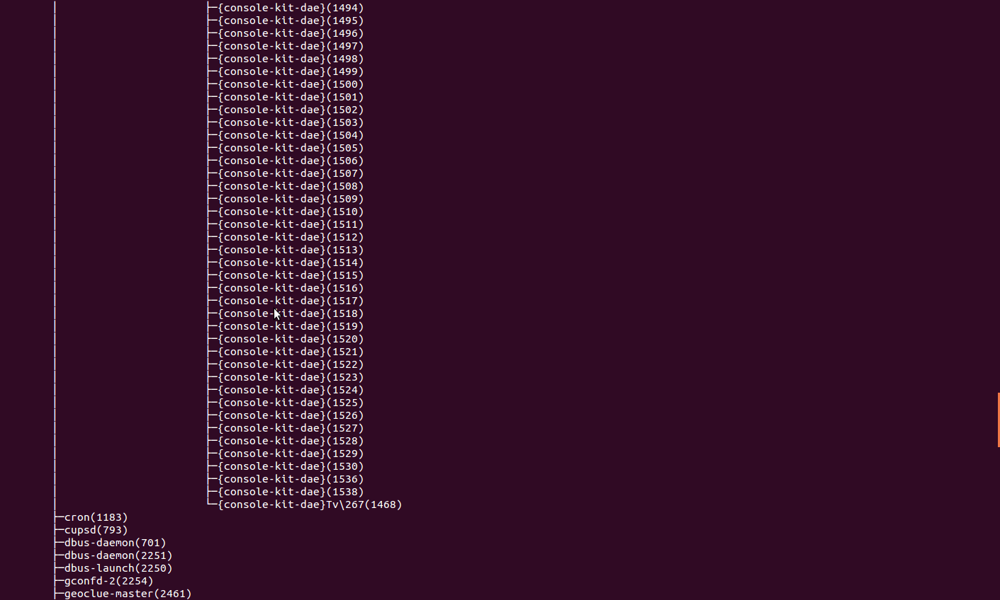 │                       ├─{console-kit-dae}(1494)
│                       ├─{console-kit-dae}(1495)
│                       ├─{console-kit-dae}(1496)
│                       ├─{console-kit-dae}(1497)
│                       ├─{console-kit-dae}(1498)
│                       ├─{console-kit-dae}(1499)
│                       ├─{console-kit-dae}(1500)
│                       ├─{console-kit-dae}(1501)
│                       ├─{console-kit-dae}(1502)
│                       ├─{console-kit-dae}(1503)
│                       ├─{console-kit-dae}(1504)
│                       ├─{console-kit-dae}(1505)
│                       ├─{console-kit-dae}(1506)
│                       ├─{console-kit-dae}(1507)
│                       ├─{console-kit-dae}(1508)
│                       ├─{console-kit-dae}(1509)
│                       ├─{console-kit-dae}(1510)
│                       ├─{console-kit-dae}(1511)
│                       ├─{console-kit-dae}(1512)
│                       ├─{console-kit-dae}(1513)
│                       ├─{console-kit-dae}(1514)
│                       ├─{console-kit-dae}(1515)
│                       ├─{console-kit-dae}(1516)
│                       ├─{console-kit-dae}(1517)
│                       ├─{console-kit-dae}(1518)
│                       ├─{console-kit-dae}(1519)
│                       ├─{console-kit-dae}(1520)
│                       ├─{console-kit-dae}(1521)
│                       ├─{console-kit-dae}(1522)
│                       ├─{console-kit-dae}(1523)
│                       ├─{console-kit-dae}(1524)
│                       ├─{console-kit-dae}(1525)
│                       ├─{console-kit-dae}(1526)
│                       ├─{console-kit-dae}(1527)
│                       ├─{console-kit-dae}(1528)
│                       ├─{console-kit-dae}(1529)
│                       ├─{console-kit-dae}(1530)
│                       ├─{console-kit-dae}(1536)
│                       ├─{console-kit-dae}(1538)
│                       └─{console-kit-dae}Tv\267(1468)
├─cron(1183)
├─cupsd(793)
├─dbus-daemon(701)
├─dbus-daemon(2251)
├─dbus-launch(2250)
├─gconfd-2(2254)
├─geoclue-master(2461)